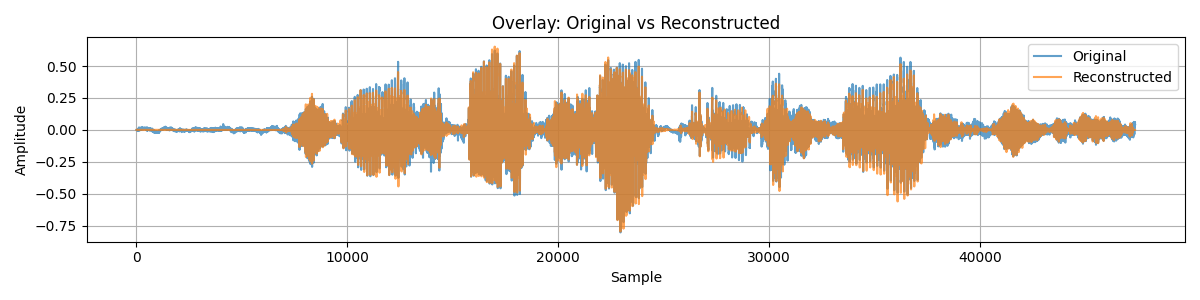 Overlay: Original vs Reconstructed
Original
Reconstructed
0.50
0.25
0.00
−0.25
−0.50
−0.75
Amplitude
0 10000 20000 30000 40000
Sample